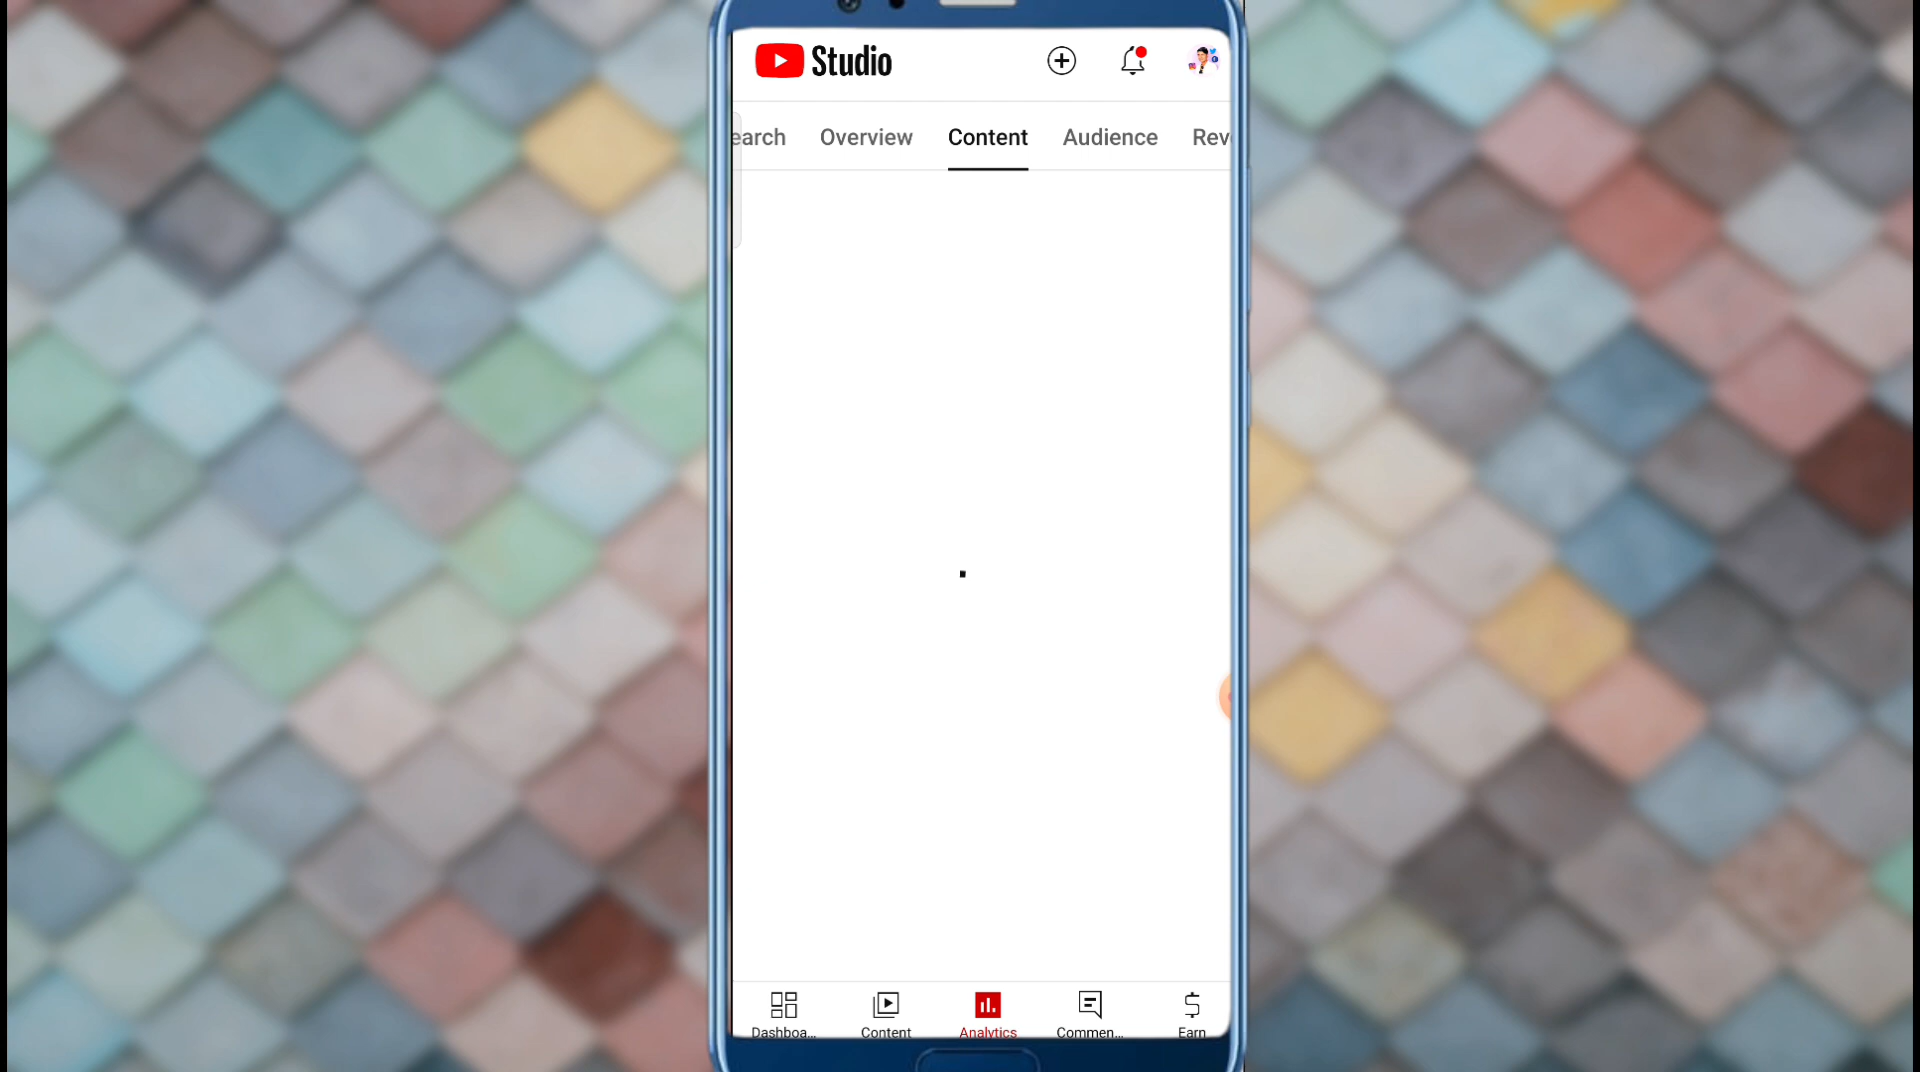 Studio
earch Overview Content Audience Rev
Dashboa... Content Analytics Commen... Earn